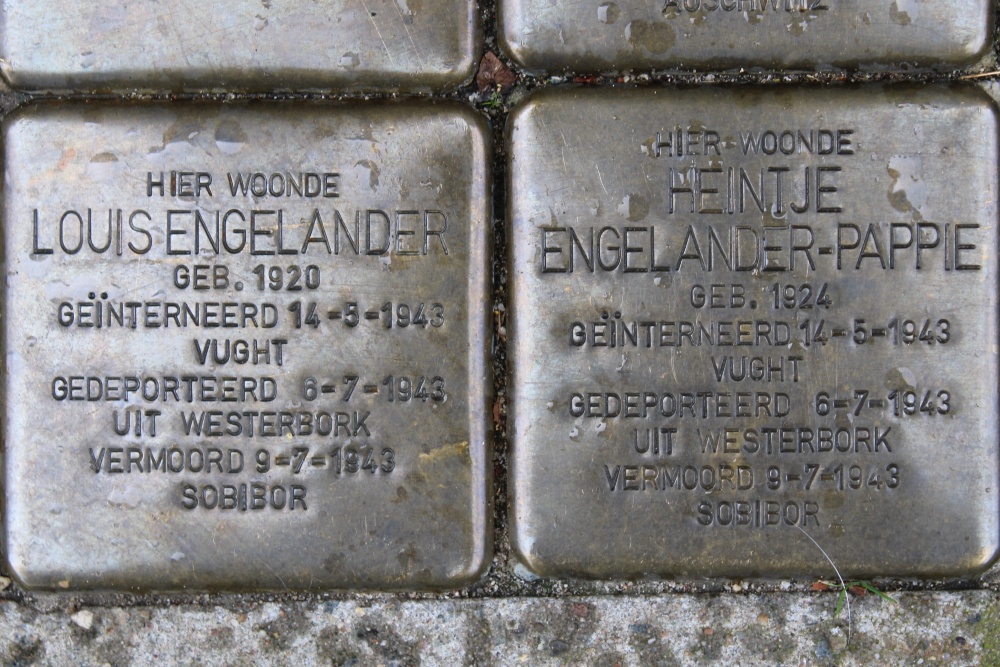 AUSCHWITZ
HIER WOONDE
LOUIS ENGELANDER
GEB. 1920
GEÏNTERNEERD 14-5-1943
VUGHT
GEDEPORTEERD 6-7-1943
UIT WESTERBORK
VERMOORD 9-7-1943
SOBIBOR
HIER WOONDE
HEINTJE
ENGELANDER-PAPPIE
GEB. 1924
GEÏNTERNEERD 14-5-1943
VUGHT
GEDEPORTEERD 6-7-1943
UIT WESTERBORK
VERMOORD 9-7-1943
SOBIBOR